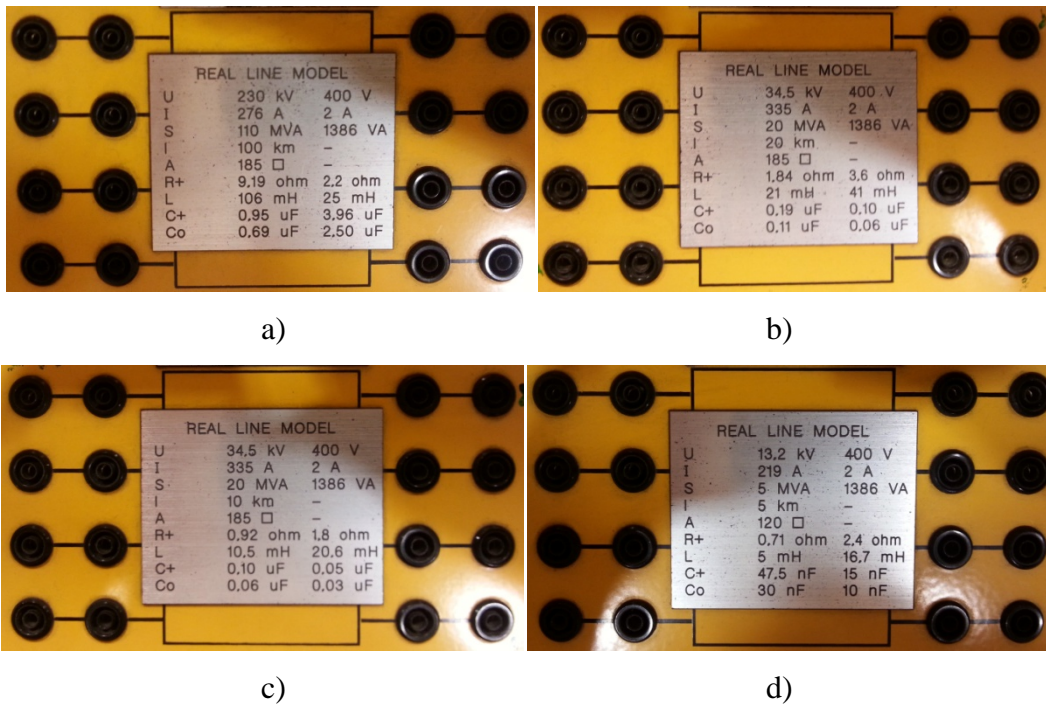 REAL LINE MODEL
U 230 kV 400 V
I 276 A 2 A
S 110 MVA 1386 VA
l 100 km -
A 185 □ -
R+ 9,19 ohm 2,2 ohm
L 106 mH 25 mH
C+ 0,95 uF 3,96 uF
Co 0,69 uF 2,50 uF
a)
REAL LINE MODEL
U 34,5 kV 400 V
I 335 A 2 A
S 20 MVA 1386 VA
l 20 km -
A 185 □ -
R+ 1,84 ohm 3,6 ohm
L 21 mH 41 mH
C+ 0,19 uF 0,10 uF
Co 0,11 uF 0,06 uF
b)
REAL LINE MODEL
U 34,5 kV 400 V
I 335 A 2 A
S 20 MVA 1386 VA
l 10 km -
A 185 □ -
R+ 0,92 ohm 1,8 ohm
L 10,5 mH 20,6 mH
C+ 0,10 uF 0,05 uF
Co 0,06 uF 0,03 uF
c)
REAL LINE MODEL
U 13,2 kV 400 V
I 219 A 2 A
S 5 MVA 1386 VA
l 5 km -
A 120 □ -
R+ 0,71 ohm 2,4 ohm
L 5 mH 16,7 mH
C+ 47,5 nF 15 nF
Co 30 nF 10 nF
d)